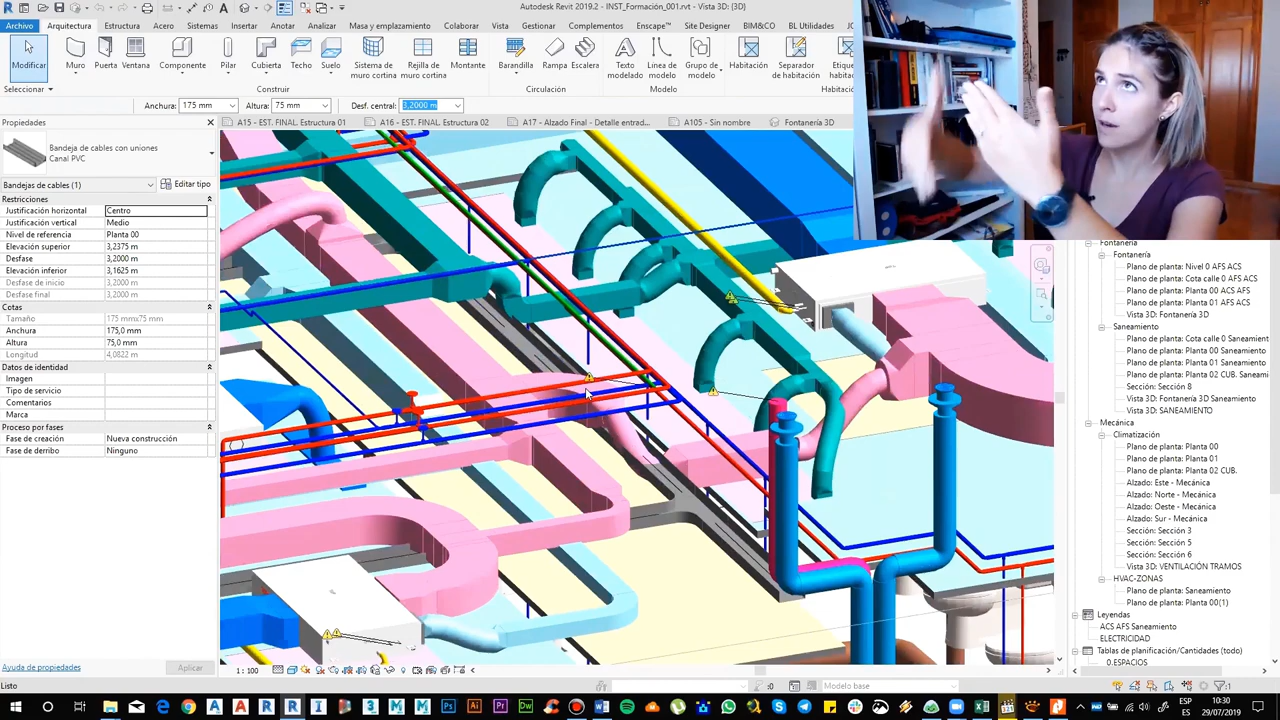 Autodesk Revit 2019.2 - INST_Formación_001.rvt - Vista 3D: {3D}
Archivo Arquitectura Estructura Acero Sistemas Insertar Anotar Analizar Masa y emplazamiento Colaborar Vista Gestionar Complementos Enscape™ Site Designer BIM&CO BL Utilidades
Modificar Muro Puerta Ventana Componente Pilar Cubierta Techo Suelo Sistema de muro cortina Rejilla de muro cortina Montante Barandilla Rampa Escalera Texto modelado Línea de modelo Grupo de modelo Habitación Separador de habitación
Seleccionar Construir Circulación Modelo
Anchura: 175 mm Altura: 75 mm Desf. central: 3,2000 m
Propiedades
A15 - EST. FINAL. Estructura 01 A16 - EST. FINAL. Estructura 02 A17 - Alzado Final - Detalle entrad... A105 - Sin nombre Fontanería 3D
Bandeja de cables con uniones
Canal PVC
Bandejas de cables (1) Editar tipo
Restricciones
Justificación horizontal Centro
Justificación vertical Medio
Nivel de referencia Planta 00
Elevación superior 3,2375 m
Desfase 3,2000 m
Elevación inferior 3,1625 m
Desfase de inicio 3,2000 m
Desfase final 3,2000 m
Cotas
Tamaño 175 mmx75 mm
Anchura 175,0 mm
Altura 75,0 mm
Longitud 4,0822 m
Datos de identidad
Imagen
Tipo de servicio
Comentarios
Marca
Proceso por fases
Fase de creación Nueva construcción
Fase de derribo Ninguno
Ayuda de propiedades Aplicar
Fontanería
Fontanería
Plano de planta: Nivel 0 AFS ACS
Plano de planta: Cota calle 0 AFS ACS
Plano de planta: Planta 00 AFS ACS
Plano de planta: Planta 01 AFS ACS
Vista 3D: Fontanería 3D
Saneamiento
Plano de planta: Cota calle 0 Saneamient
Plano de planta: Planta 00 Saneamiento
Plano de planta: Planta 01 Saneamiento
Plano de planta: Planta 02 CUB. Saneami
Sección: Sección 8
Vista 3D: Fontanería 3D Saneamiento
Vista 3D: SANEAMIENTO
Mecánica
Climatización
Plano de planta: Planta 00
Plano de planta: Planta 01
Plano de planta: Planta 02 CUB.
Alzado: Este - Mecánica
Alzado: Norte - Mecánica
Alzado: Oeste - Mecánica
Alzado: Sur - Mecánica
Sección: Sección 3
Sección: Sección 5
Sección: Sección 6
Vista 3D: VENTILACIÓN TRAMOS
HVAC-ZONAS
Plano de planta: Saneamiento
Plano de planta: Planta 00(1)
Leyendas
ACS AFS Saneamiento
ELECTRICIDAD
Tablas de planificación/Cantidades (todo)
0.ESPACIOS
1 : 100
Listo :0 Modelo base :1
ESP
ES
10:30
29/07/2019